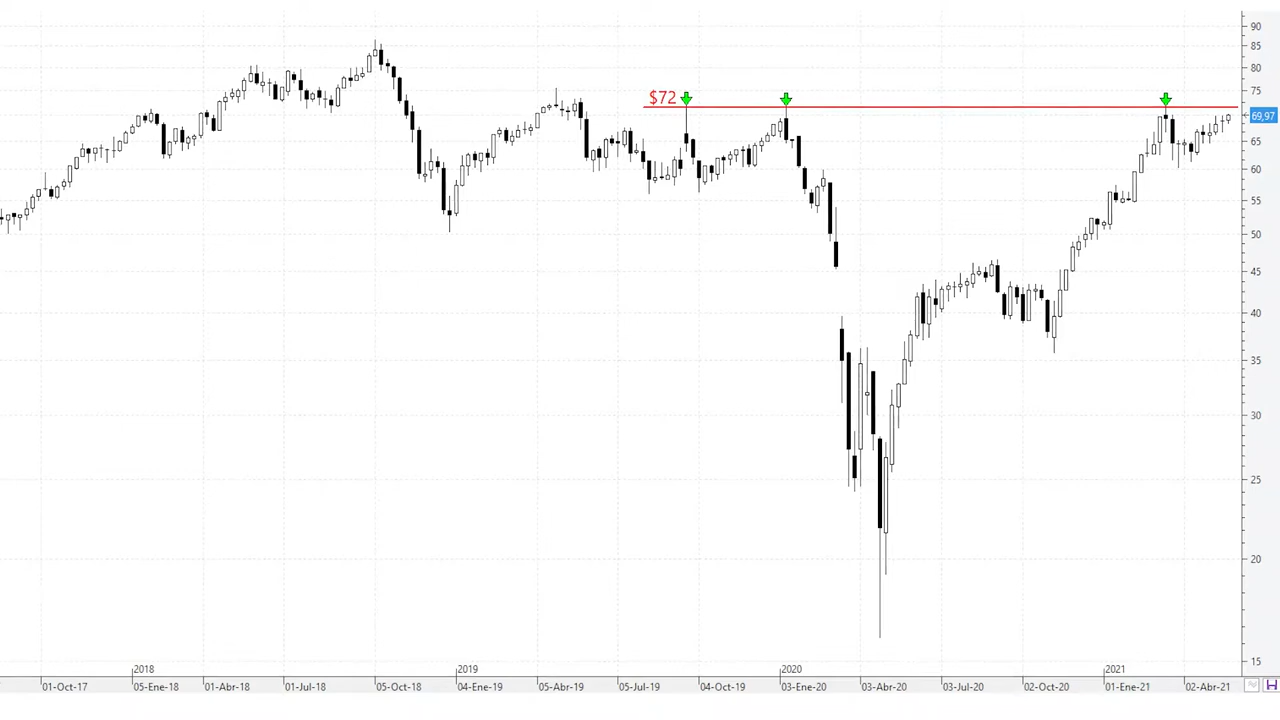 90
85
80
75
$72
69,97
65
60
55
50
45
40
35
30
25
20
15
2018
2019
2020
2021
01-Oct-17
05-Ene-18
01-Abr-18
01-Jul-18
05-Oct-18
04-Ene-19
05-Abr-19
05-Jul-19
04-Oct-19
03-Ene-20
03-Abr-20
03-Jul-20
02-Oct-20
01-Ene-21
02-Abr-21